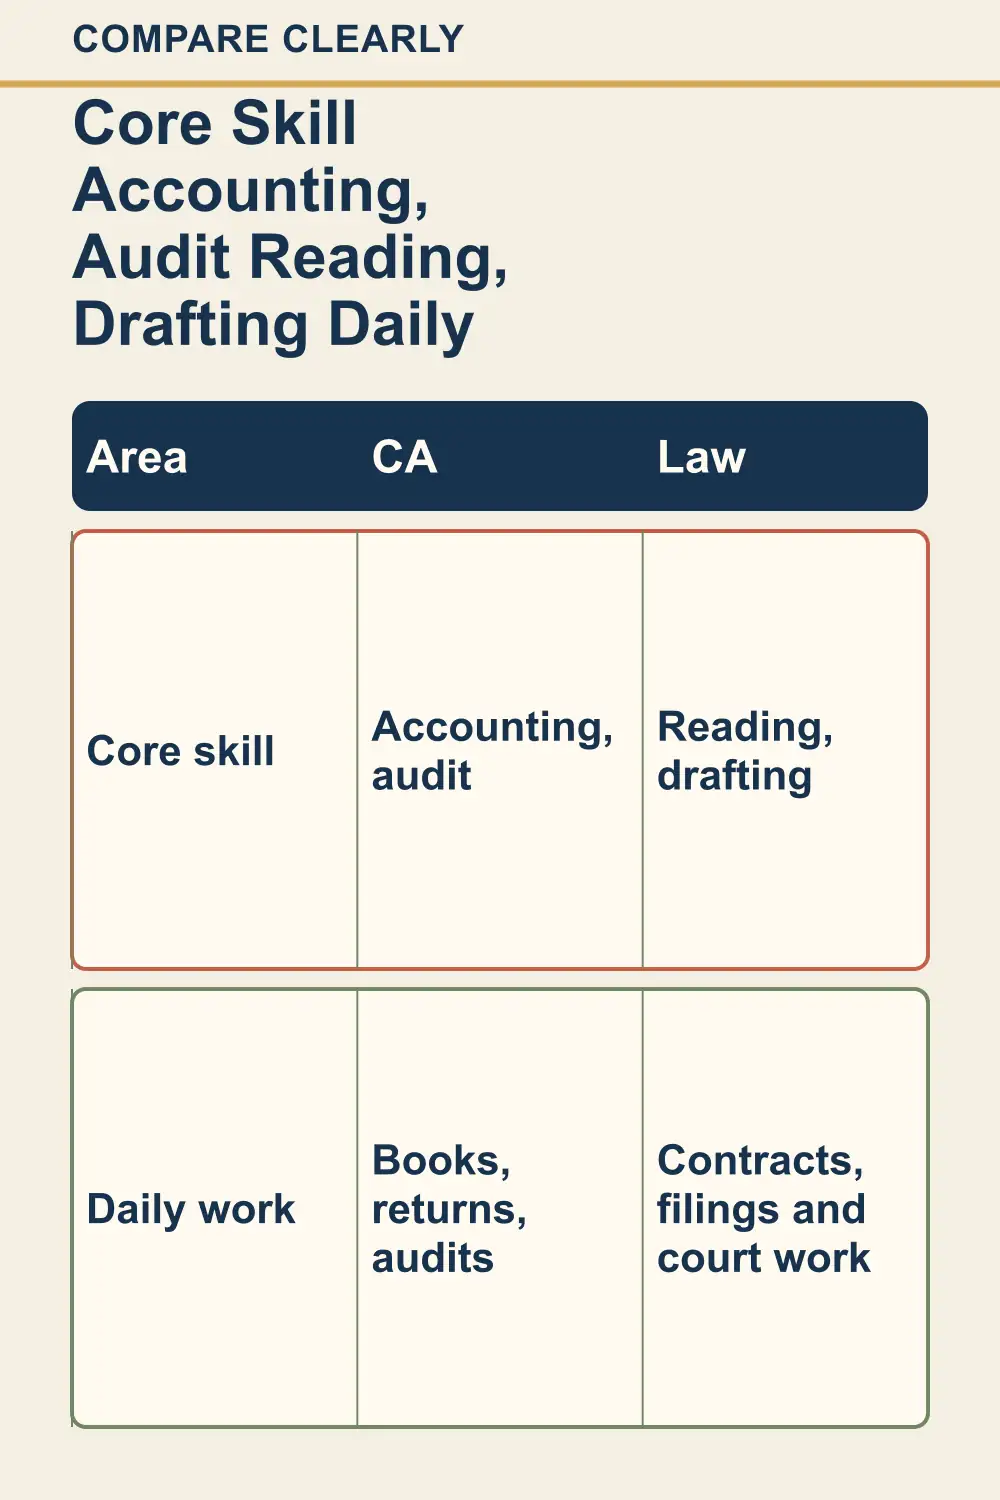 COMPARE CLEARLY
Core Skill
Accounting,
Audit Reading,
Drafting Daily
Area CA Law
Core skill
Accounting,
audit
Reading,
drafting
Daily work
Books,
returns,
audits
Contracts,
filings and
court work